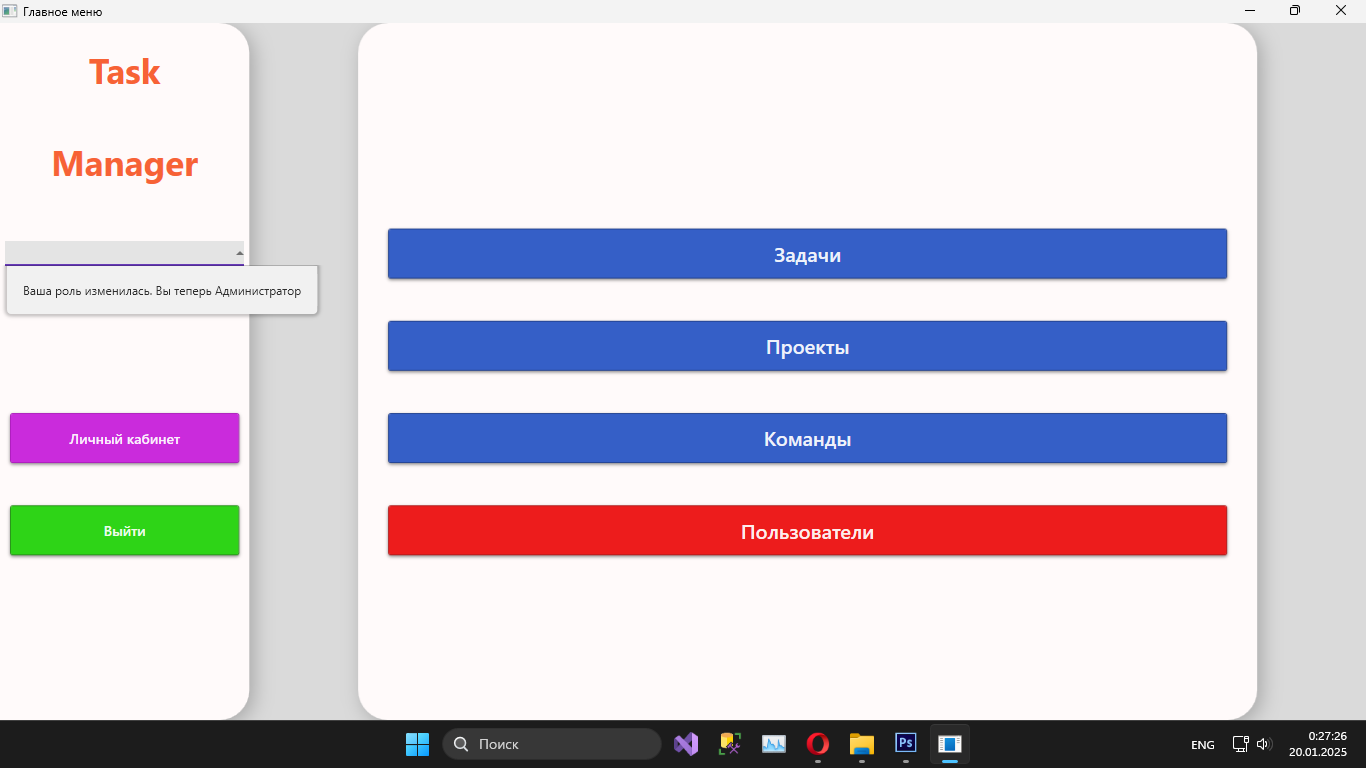 Главное меню
Task
Manager
Ваша роль изменилась. Вы теперь Администратор
Личный кабинет
Выйти
Задачи
Проекты
Команды
Пользователи
Поиск
Ps
ENG
0:27:26
20.01.2025